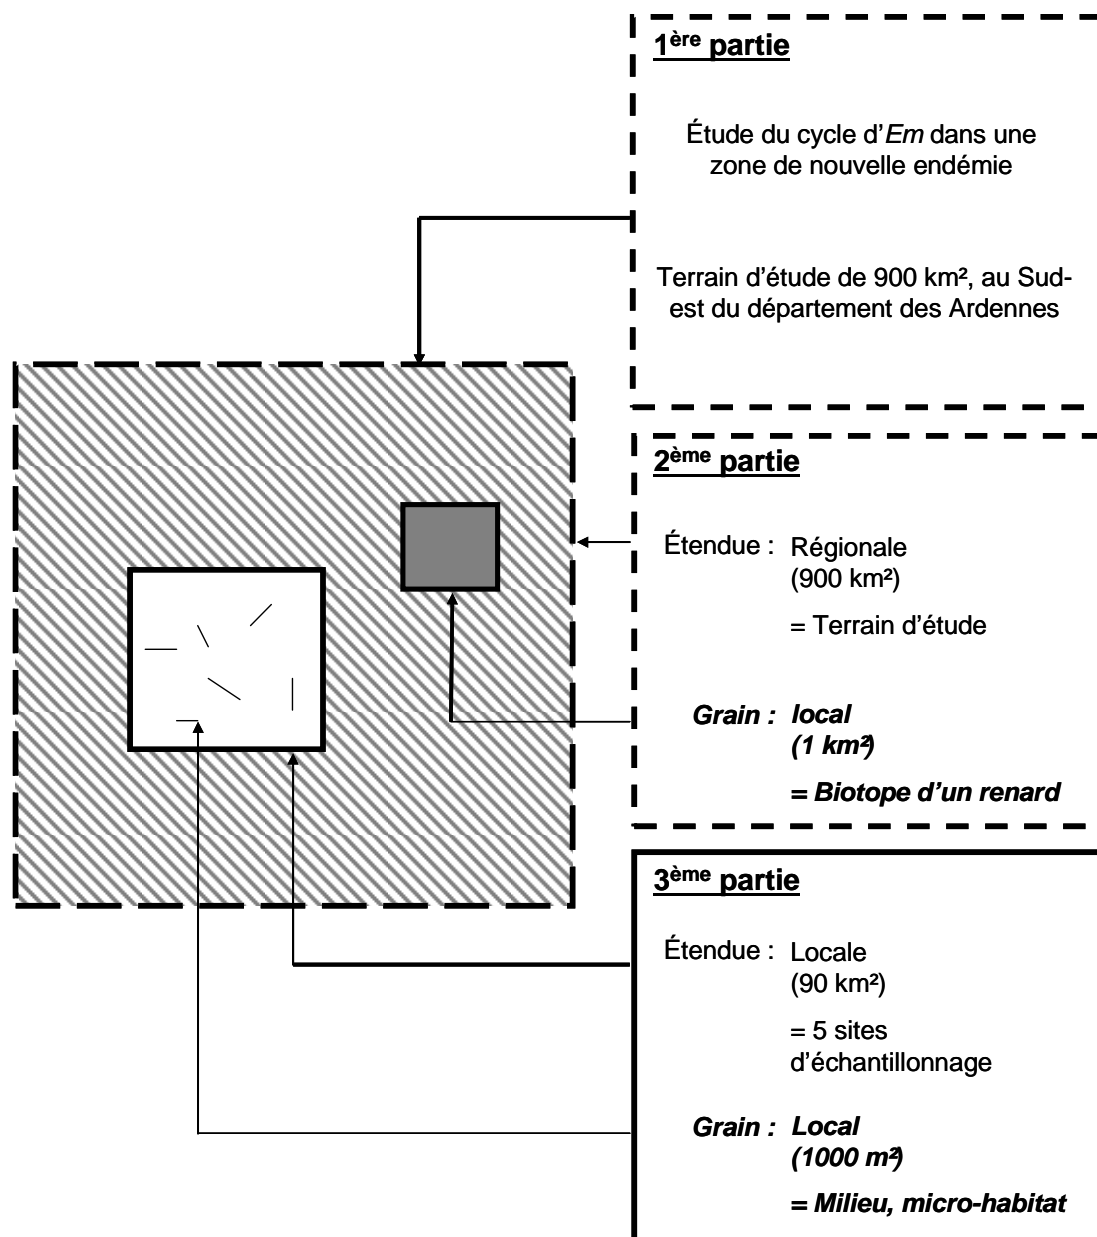 1ère partie
Étude du cycle d'Em dans une
zone de nouvelle endémie
Terrain d'étude de 900 km², au Sud-
est du département des Ardennes
2ème partie
Étendue : Régionale
(900 km²)
= Terrain d'étude
Grain : local
(1 km²)
= Biotope d'un renard
3ème partie
Étendue : Locale
(90 km²)
= 5 sites
d'échantillonnage
Grain : Local
(1000 m²)
= Milieu, micro-habitat